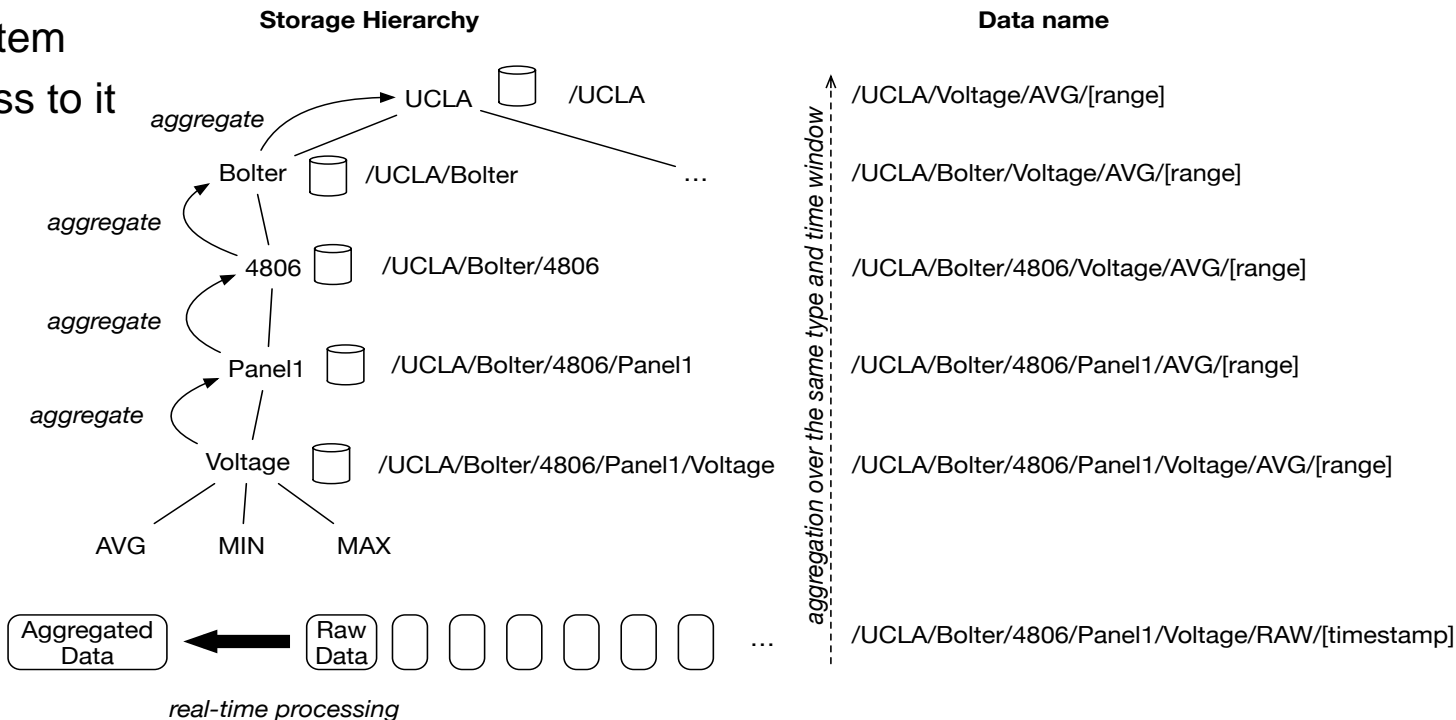 tem
ss to it
Storage Hierarchy
Data name
UCLA
/UCLA
/UCLA/Voltage/AVG/[range]
aggregate
Bolter
/UCLA/Bolter
...
/UCLA/Bolter/Voltage/AVG/[range]
aggregate
4806
/UCLA/Bolter/4806
/UCLA/Bolter/4806/Voltage/AVG/[range]
aggregate
Panel1
/UCLA/Bolter/4806/Panel1
/UCLA/Bolter/4806/Panel1/AVG/[range]
aggregate
Voltage
/UCLA/Bolter/4806/Panel1/Voltage
/UCLA/Bolter/4806/Panel1/Voltage/AVG/[range]
AVG
MIN
MAX
aggregation over the same type and time window
Aggregated
Data
Raw
Data
...
/UCLA/Bolter/4806/Panel1/Voltage/RAW/[timestamp]
real-time processing